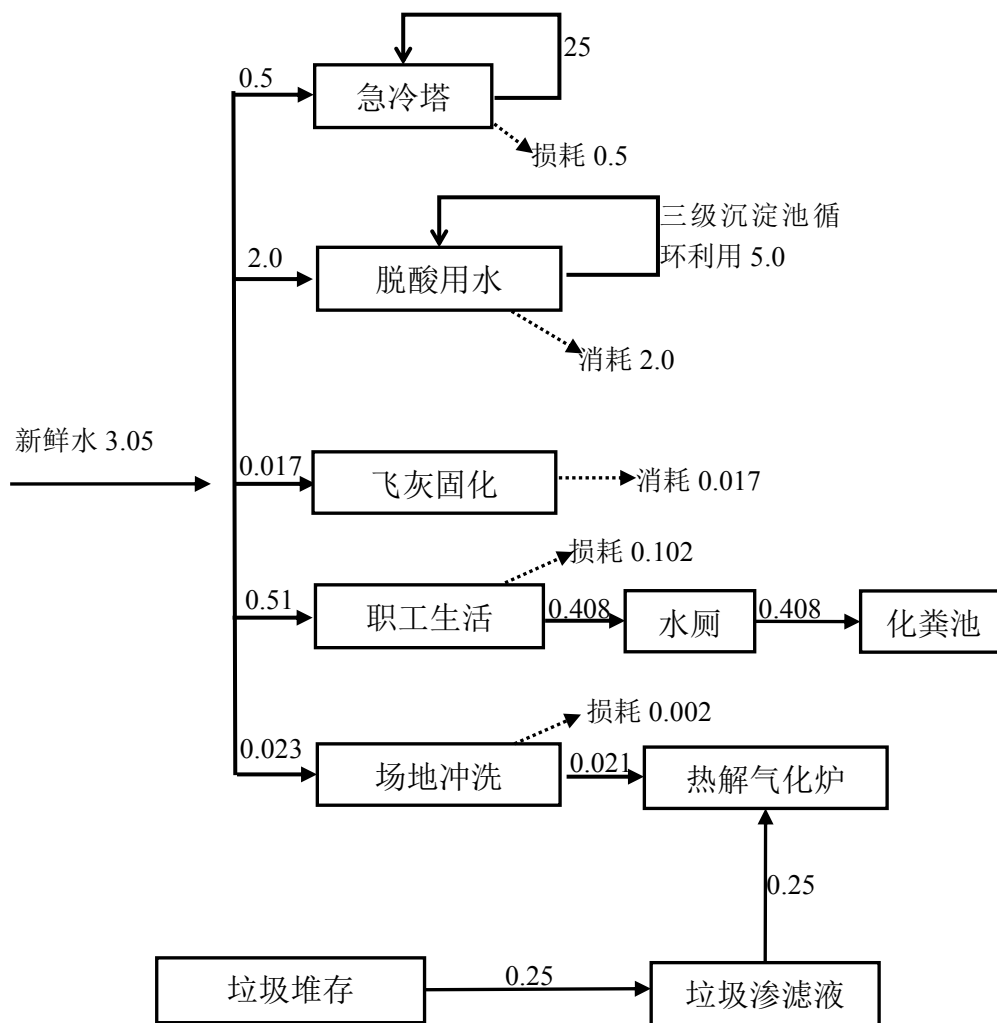 25
0.5
急冷塔
损耗 0.5
三级沉淀池循
环利用 5.0
2.0
脱酸用水
消耗 2.0
新鲜水 3.05
0.017
飞灰固化
消耗 0.017
损耗 0.102
0.51
职工生活
0.408
水厕
0.408
化粪池
损耗 0.002
0.023
场地冲洗
0.021
热解气化炉
0.25
垃圾堆存
0.25
垃圾渗滤液